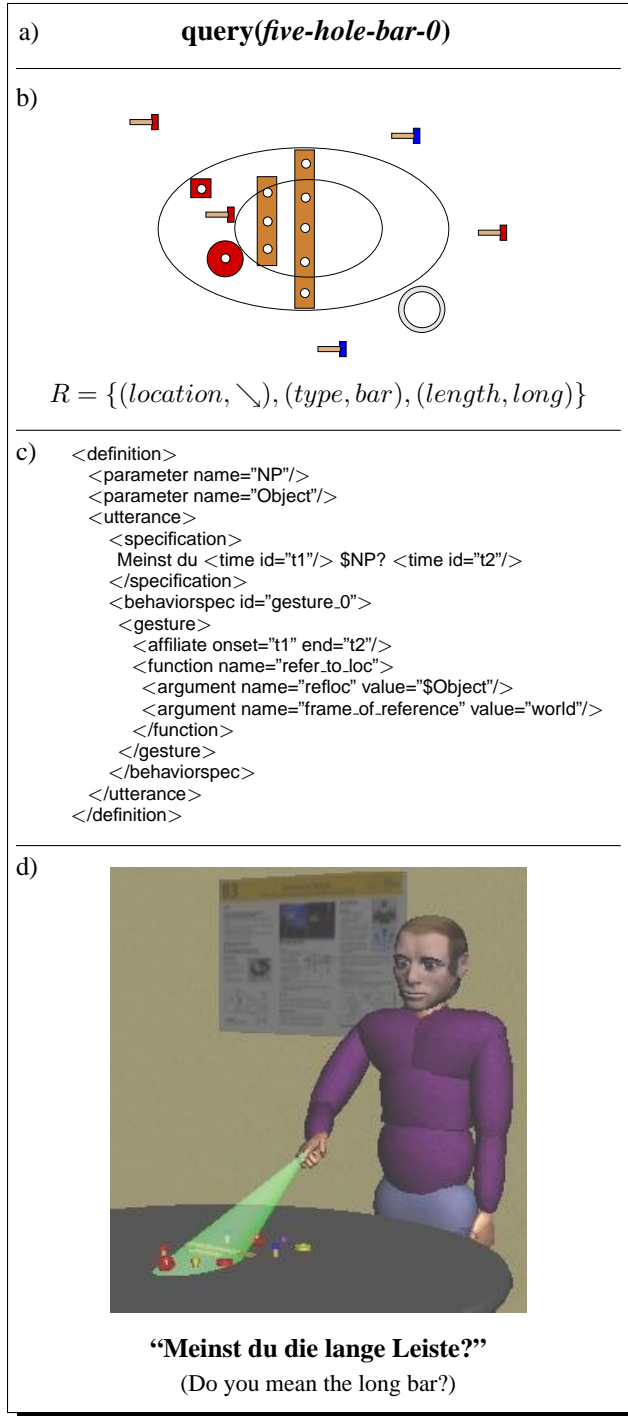 a) query(five-hole-bar-0)
b)
R = {(location, ↘), (type, bar), (length, long)}
c) <definition>
<parameter name=”NP”/>
<parameter name=”Object”/>
<utterance>
<specification>
Meinst du <time id=”t1”/> $NP? <time id=”t2”/>
</specification>
<behaviorspec id=”gesture_0”>
<gesture>
<affiliate onset=”t1” end=”t2”/>
<function name=”refer_to_loc”>
<argument name=”refloc” value=”$Object”/>
<argument name=”frame_of_reference” value=”world”/>
</function>
</gesture>
</behaviorspec>
</utterance>
</definition>
d)
“Meinst du die lange Leiste?”
(Do you mean the long bar?)